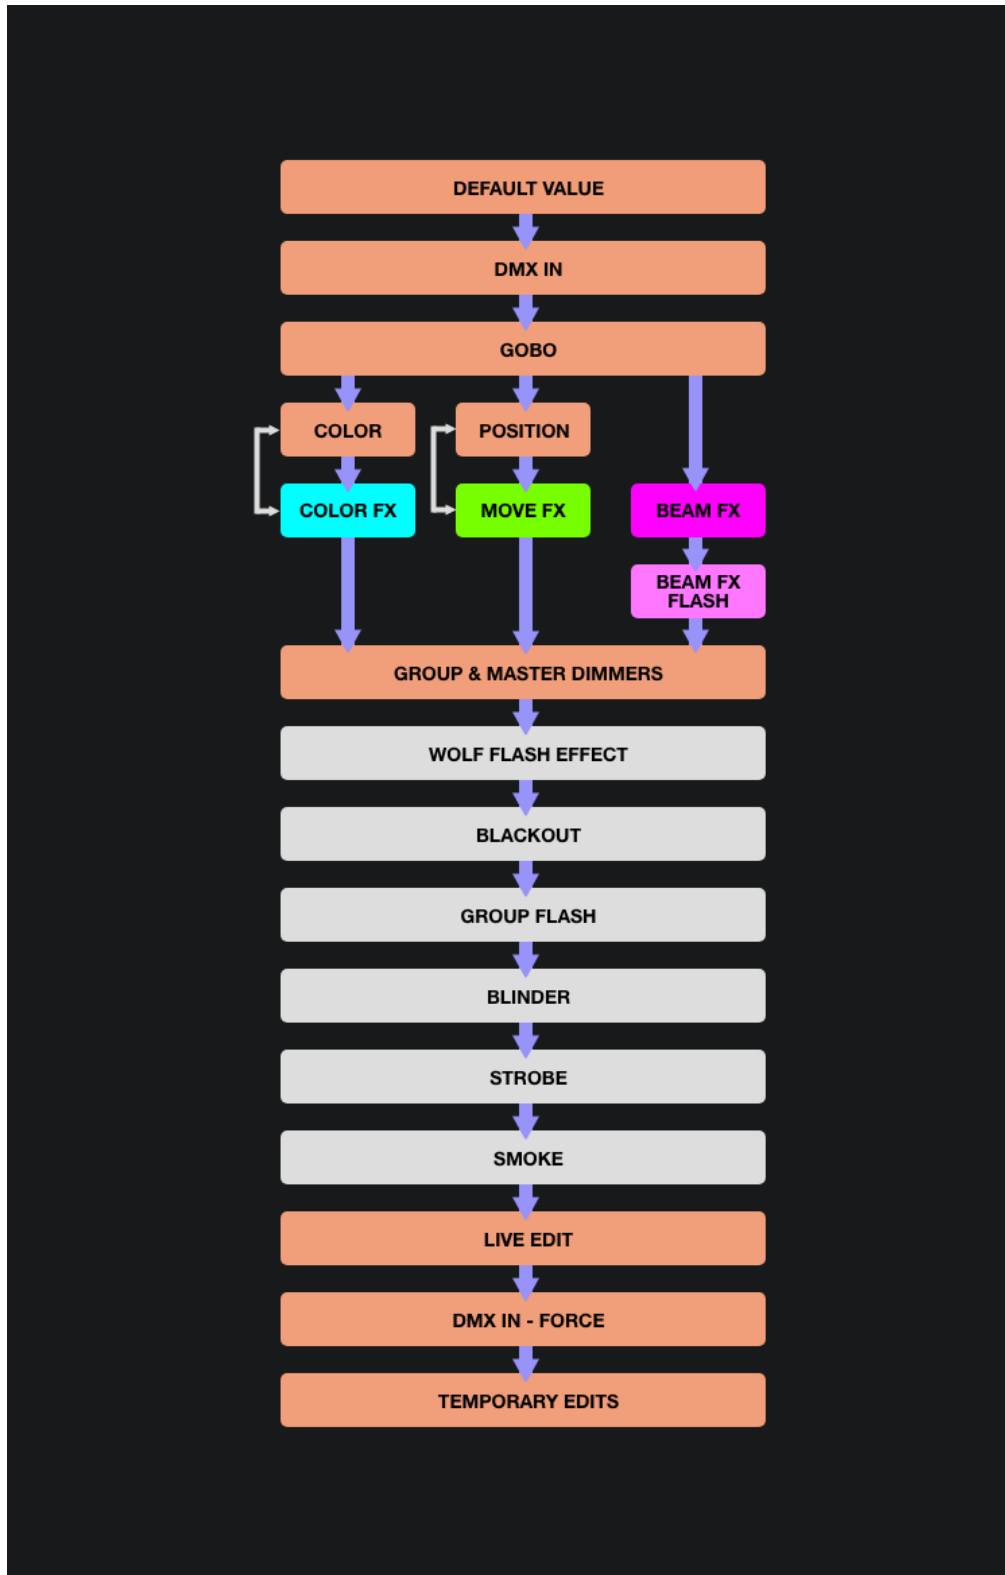 DEFAULT VALUE
DMX IN
GOBO
COLOR
POSITION
COLOR FX
MOVE FX
BEAM FX
BEAM FX
FLASH
GROUP & MASTER DIMMERS
WOLF FLASH EFFECT
BLACKOUT
GROUP FLASH
BLINDER
STROBE
SMOKE
LIVE EDIT
DMX IN - FORCE
TEMPORARY EDITS